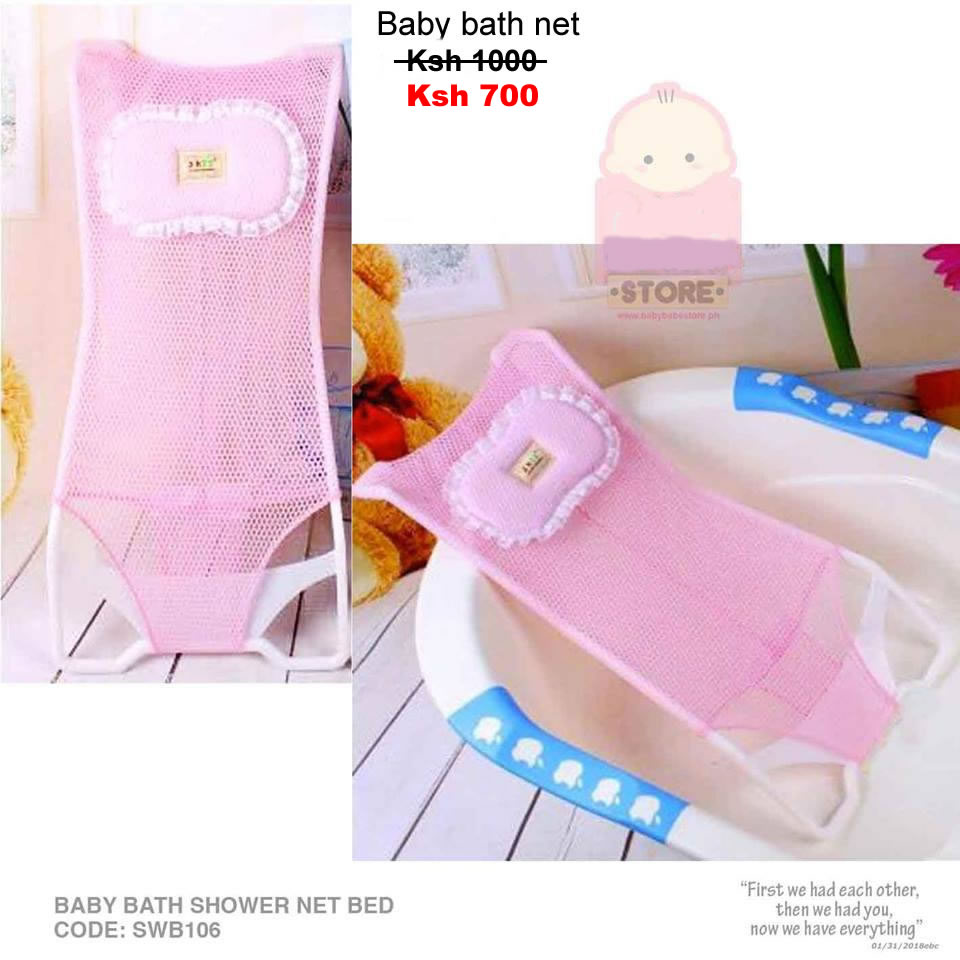 Baby bath net
Ksh 1000
Ksh 700
•STORE•
www.babybabestore.ph
BABY BATH SHOWER NET BED
CODE: SWB106
“First we had each other,
then we had you,
now we have everything”
01/31/2018ebc